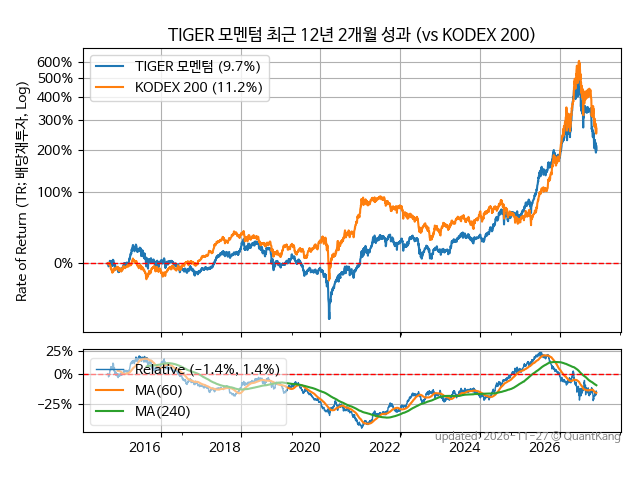 TIGER 모멘텀 최근 12년 2개월 성과 (vs KODEX 200)
Rate of Return (TR: 배당재투자, Log)
600%
500%
400%
300%
200%
100%
0%
TIGER 모멘텀 (9.7%)
KODEX 200 (11.2%)
25%
0%
−25%
Relative (−1.4%, 1.4%)
MA(60)
MA(240)
2016
2018
2020
2022
2024
2026
updated: 2026-11-27 © QuantKang